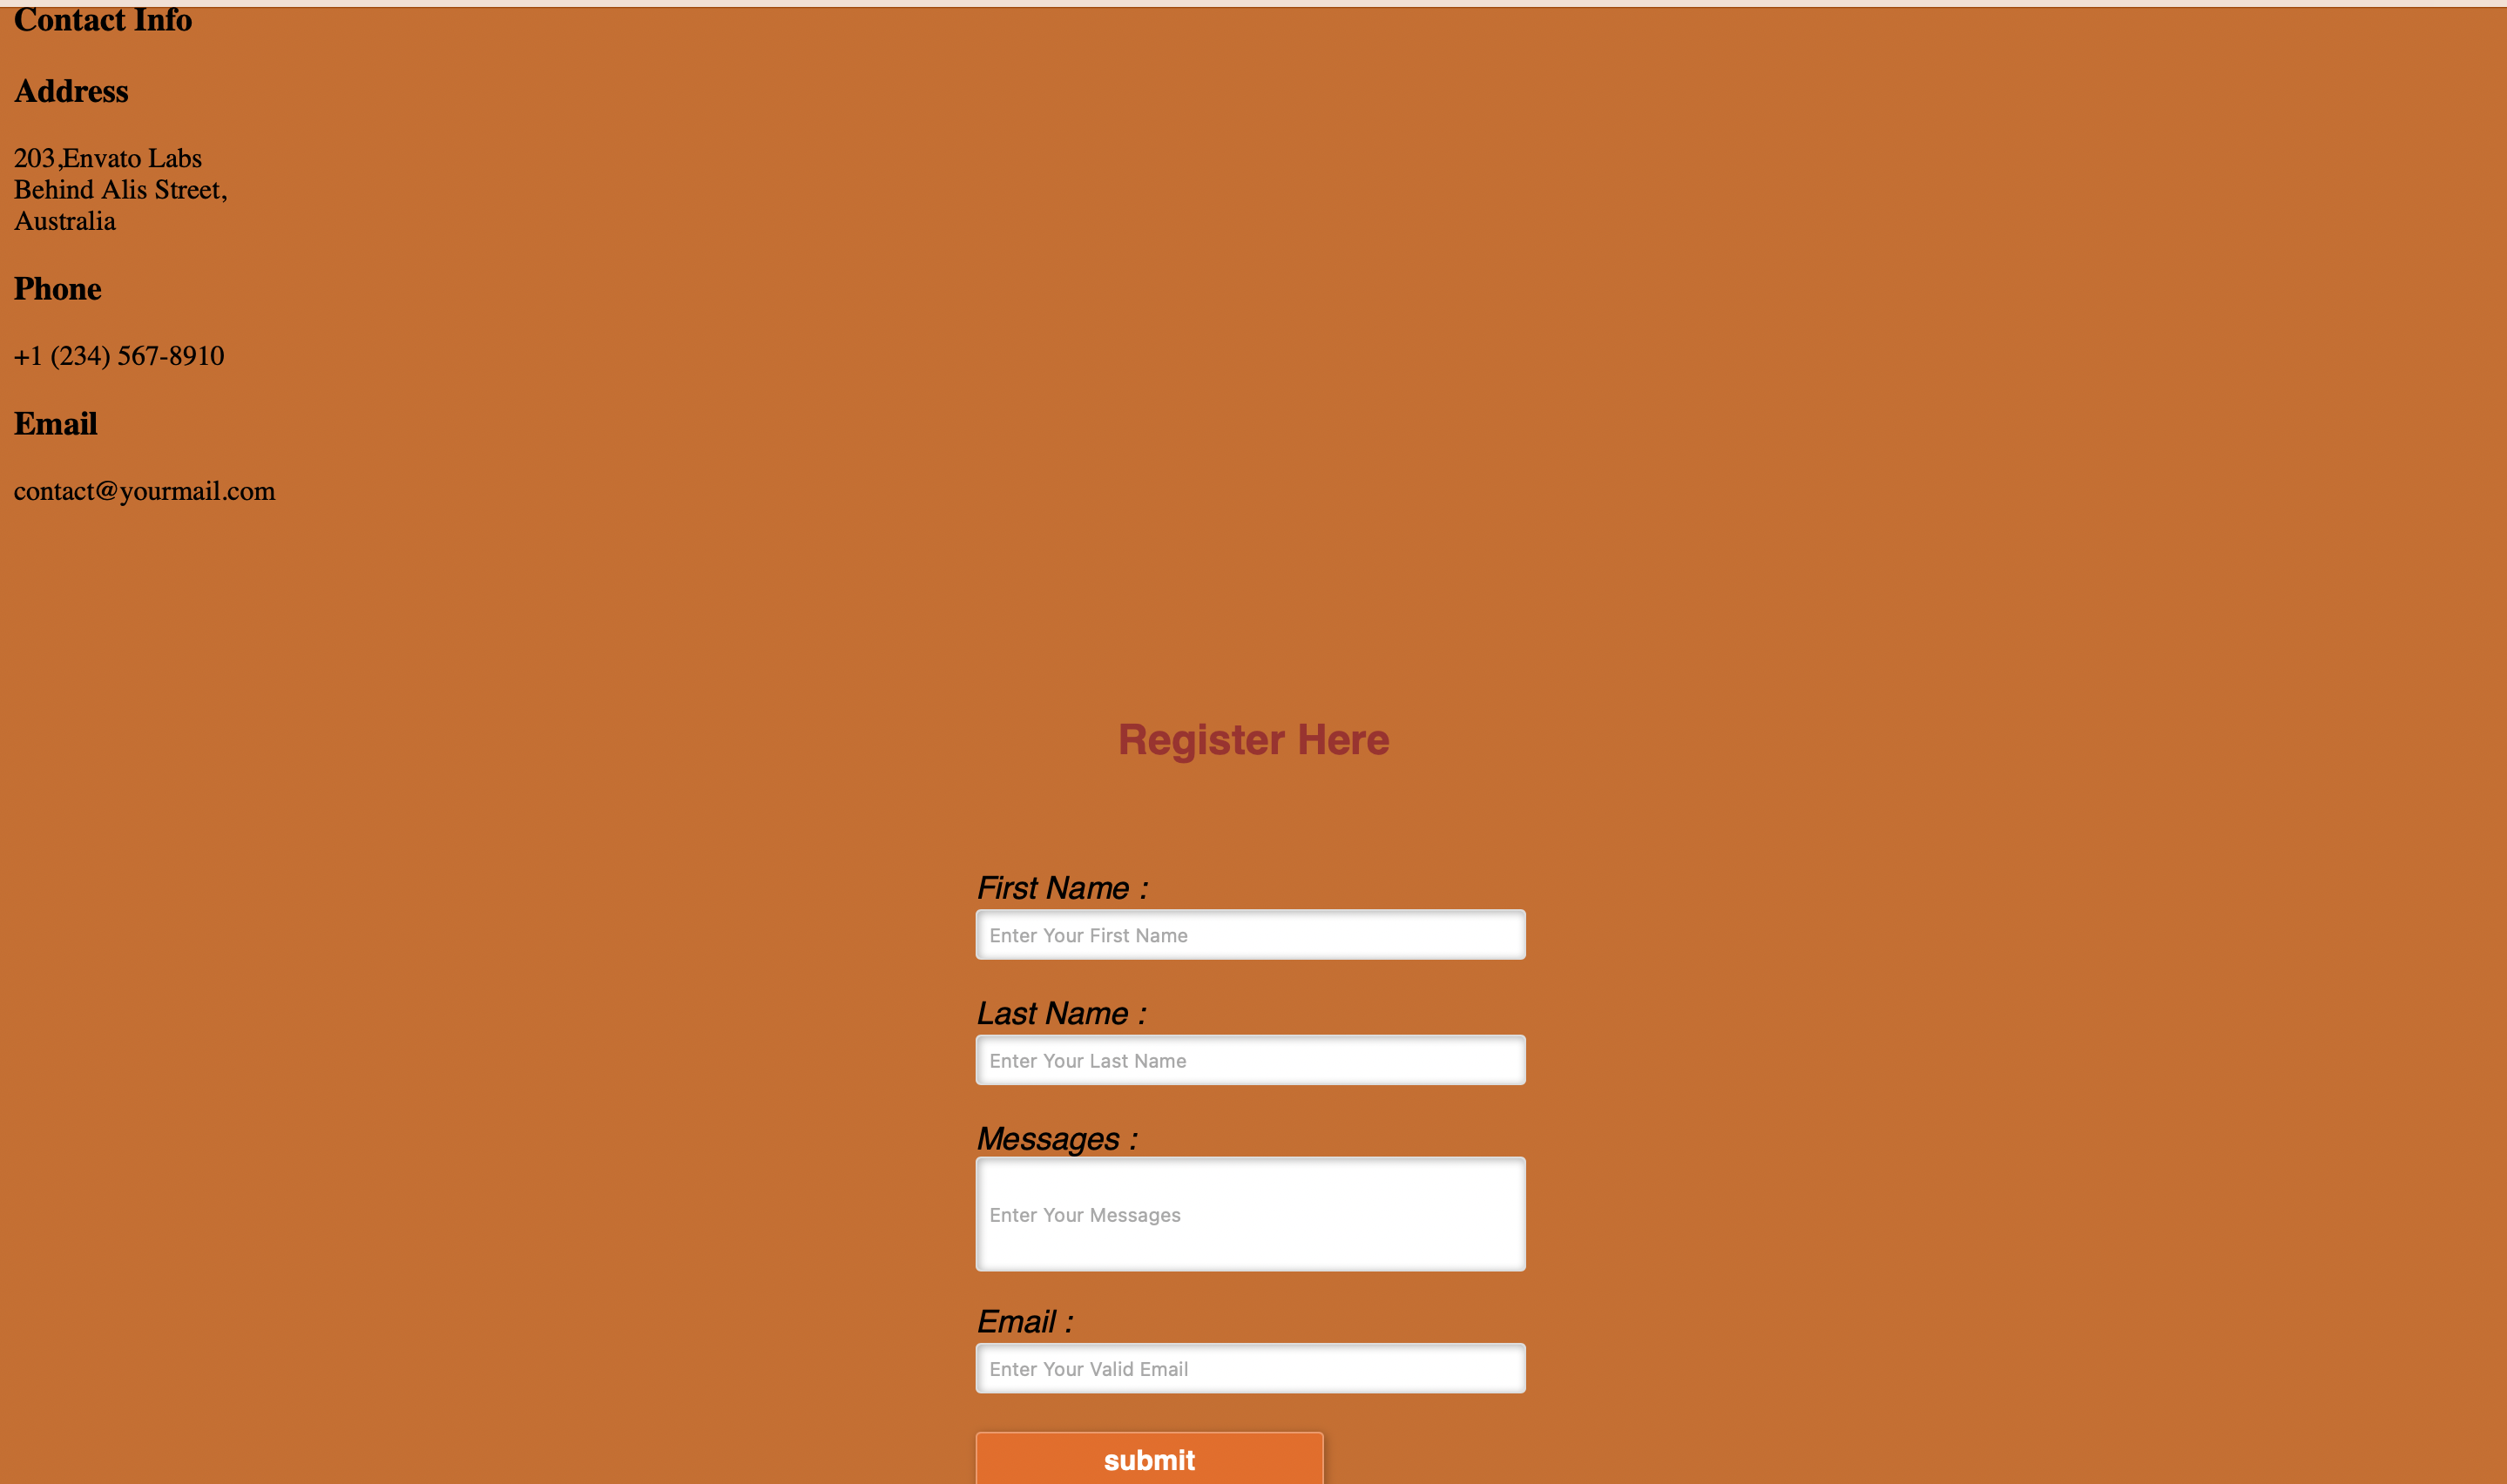 Contact Info
Address
203,Envato Labs
Behind Alis Street,
Australia
Phone
+1 (234) 567-8910
Email
contact@yourmail.com
Register Here
First Name :
Enter Your First Name
Last Name :
Enter Your Last Name
Messages :
Enter Your Messages
Email :
Enter Your Valid Email
submit